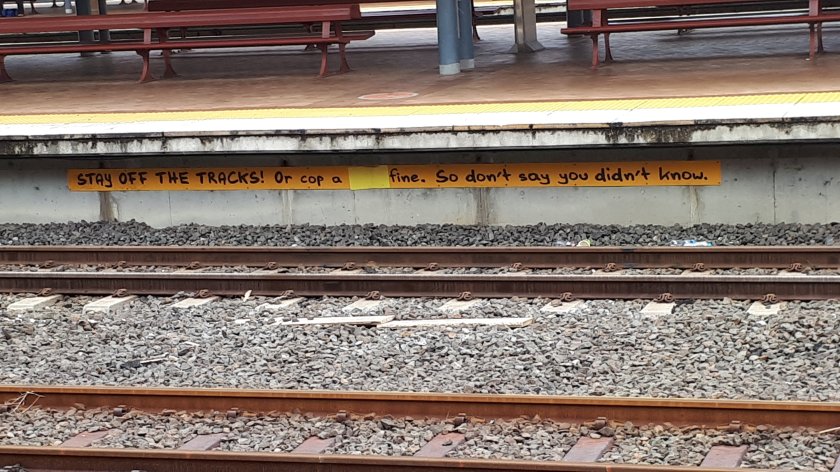 STAY OFF THE TRACKS! Or cop a fine. So don't say you didn't know.